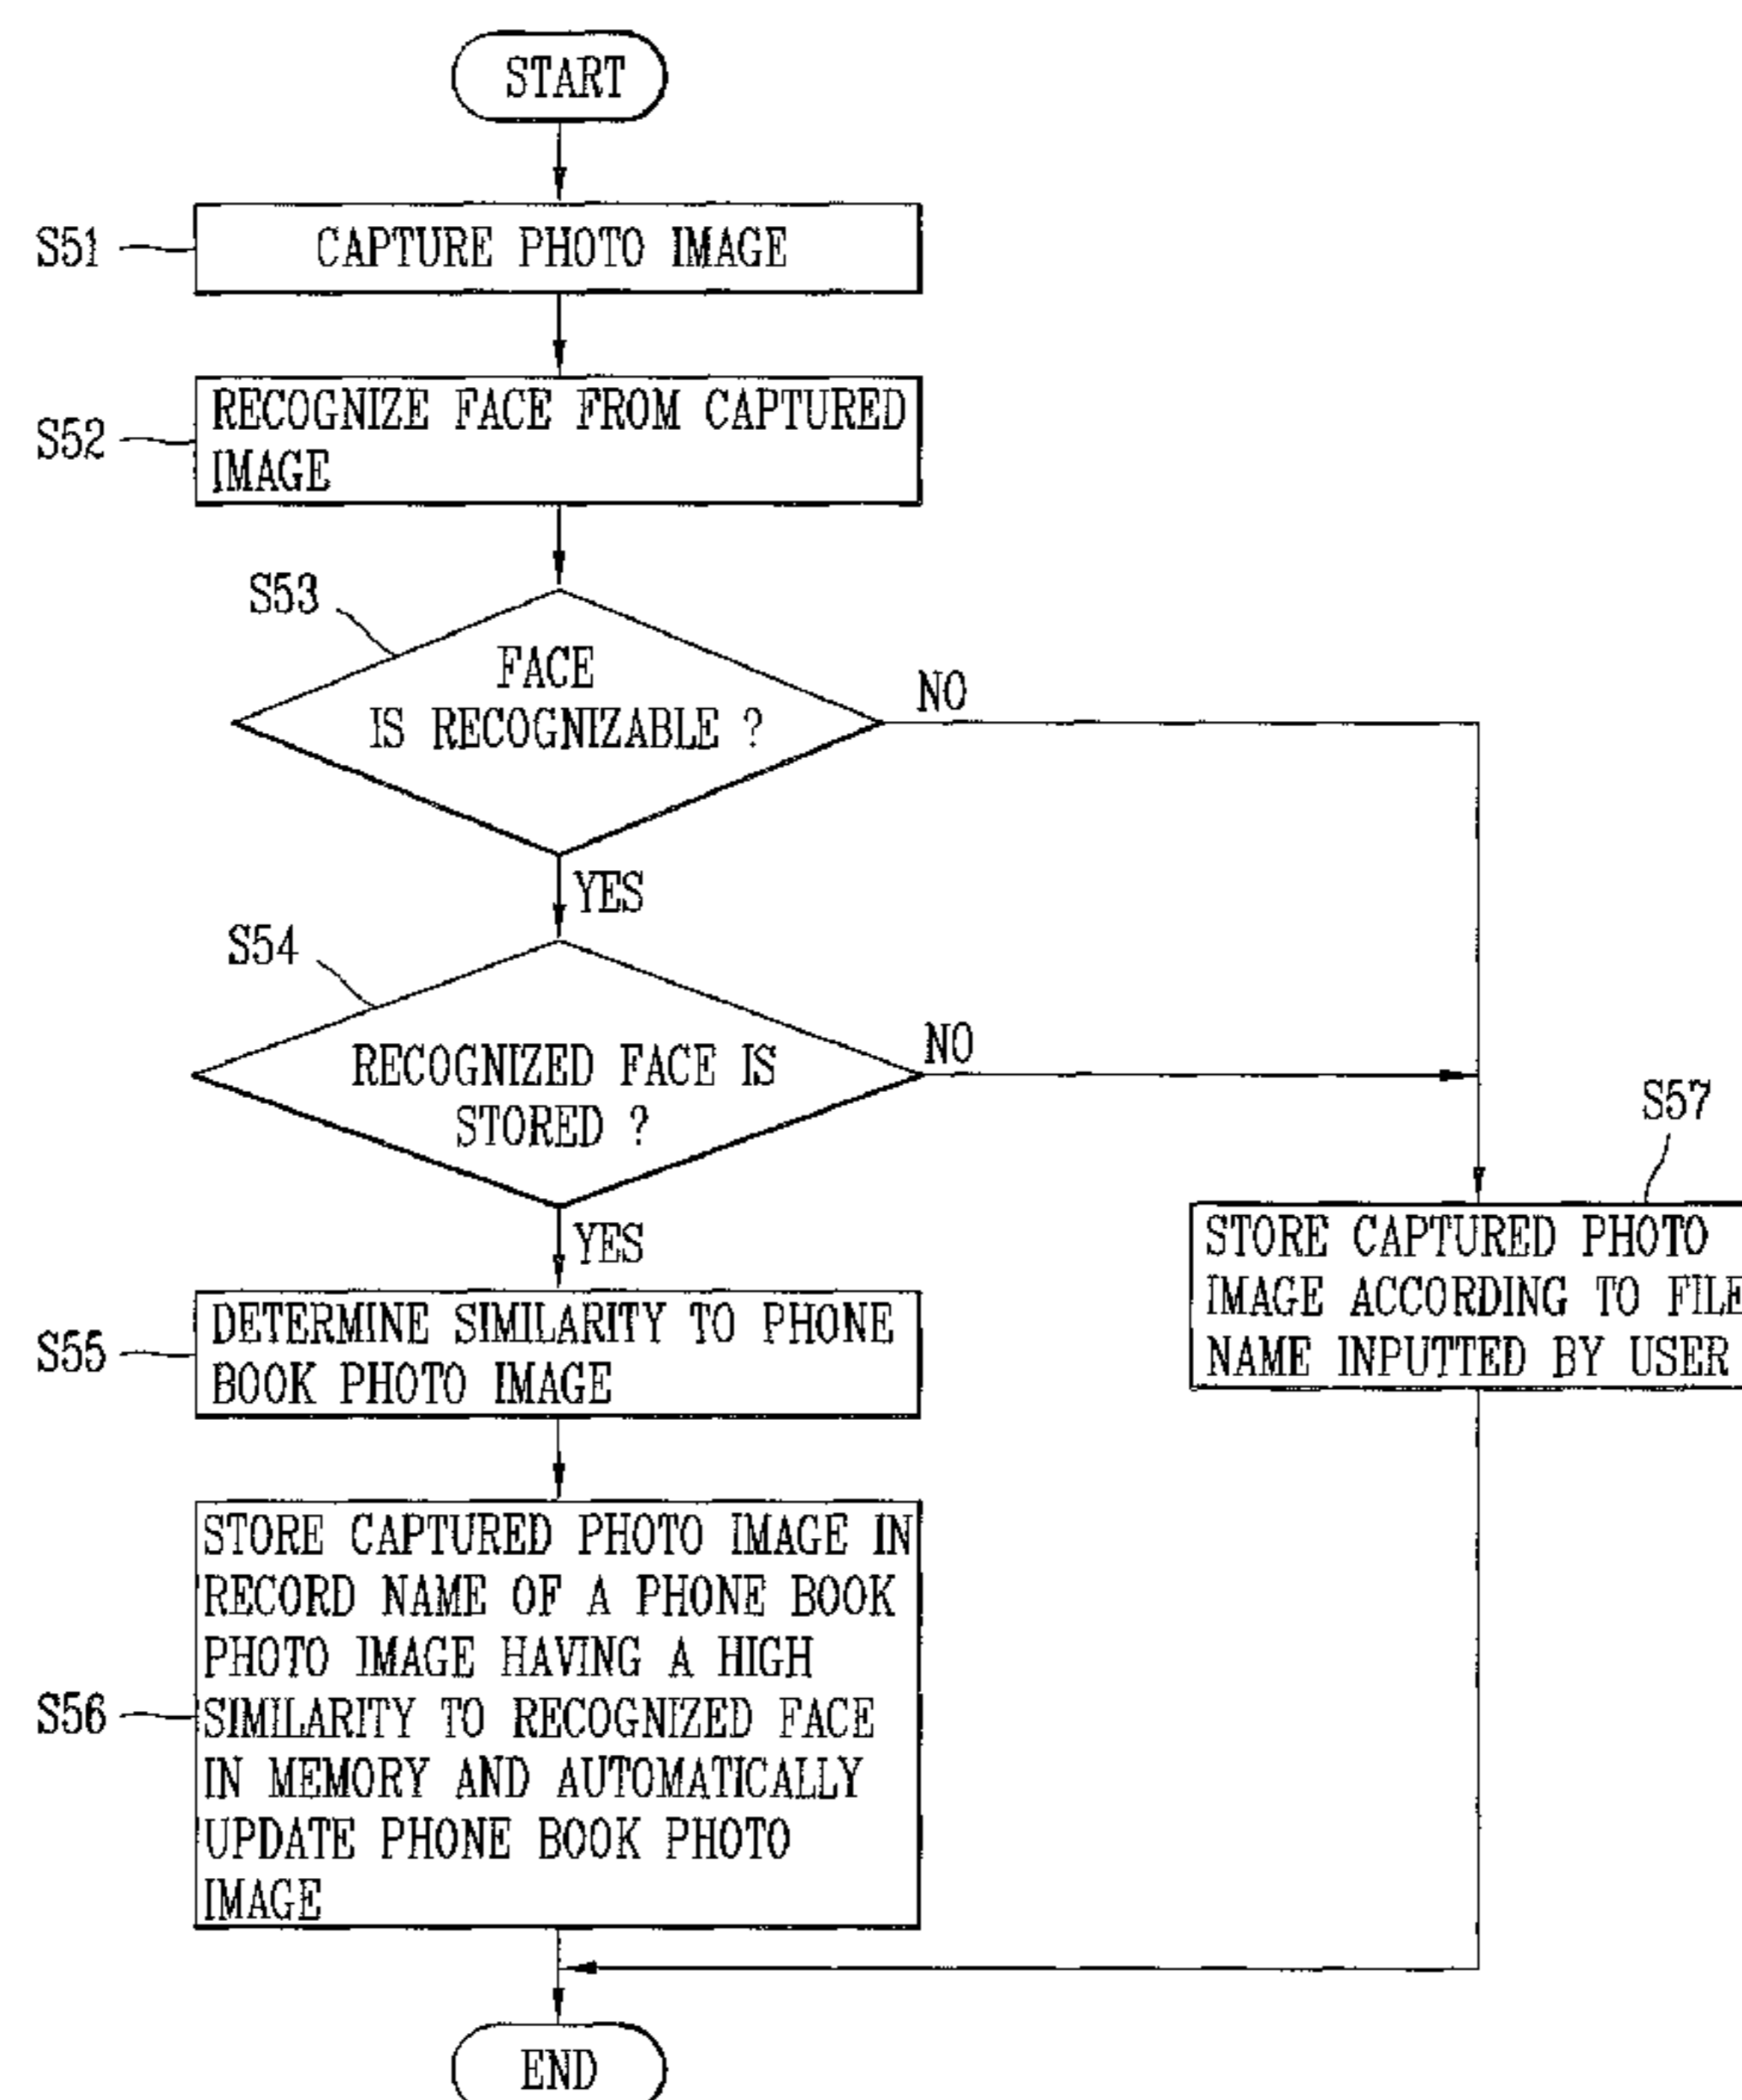 START
S51
CAPTURE PHOTO IMAGE
S52
RECOGNIZE FACE FROM CAPTURED
IMAGE
S53
FACE
IS RECOGNIZABLE ?
NO
YES
S54
RECOGNIZED FACE IS
STORED ?
NO
YES
S57
STORE CAPTURED PHOTO
IMAGE ACCORDING TO FILE
NAME INPUTTED BY USER
S55
DETERMINE SIMILARITY TO PHONE
BOOK PHOTO IMAGE
S56
STORE CAPTURED PHOTO IMAGE IN
RECORD NAME OF A PHONE BOOK
PHOTO IMAGE HAVING A HIGH
SIMILARITY TO RECOGNIZED FACE
IN MEMORY AND AUTOMATICALLY
UPDATE PHONE BOOK PHOTO
IMAGE
END